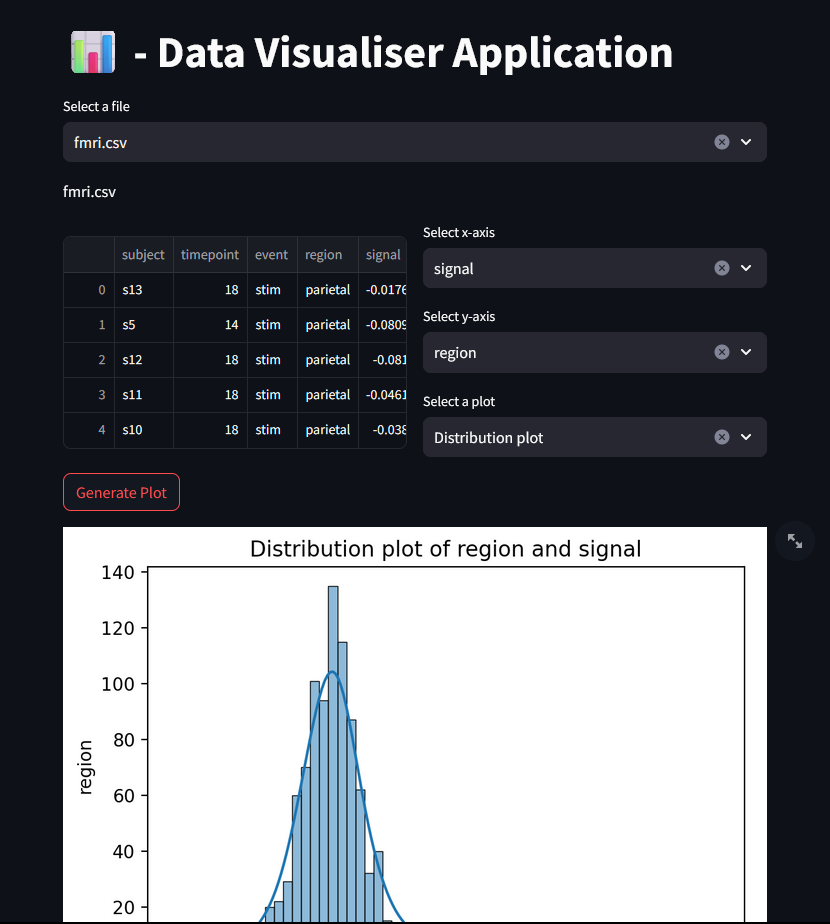 - Data Visualiser Application
Select a file
fmri.csv
fmri.csv
subject timepoint event region signal
0 s13 18 stim parietal -0.0176
1 s5 14 stim parietal -0.0809
2 s12 18 stim parietal -0.081
3 s11 18 stim parietal -0.0461
4 s10 18 stim parietal -0.038
Select x-axis
signal
Select y-axis
region
Select a plot
Distribution plot
Generate Plot
Distribution plot of region and signal
140
120
100
80
60
40
20
region